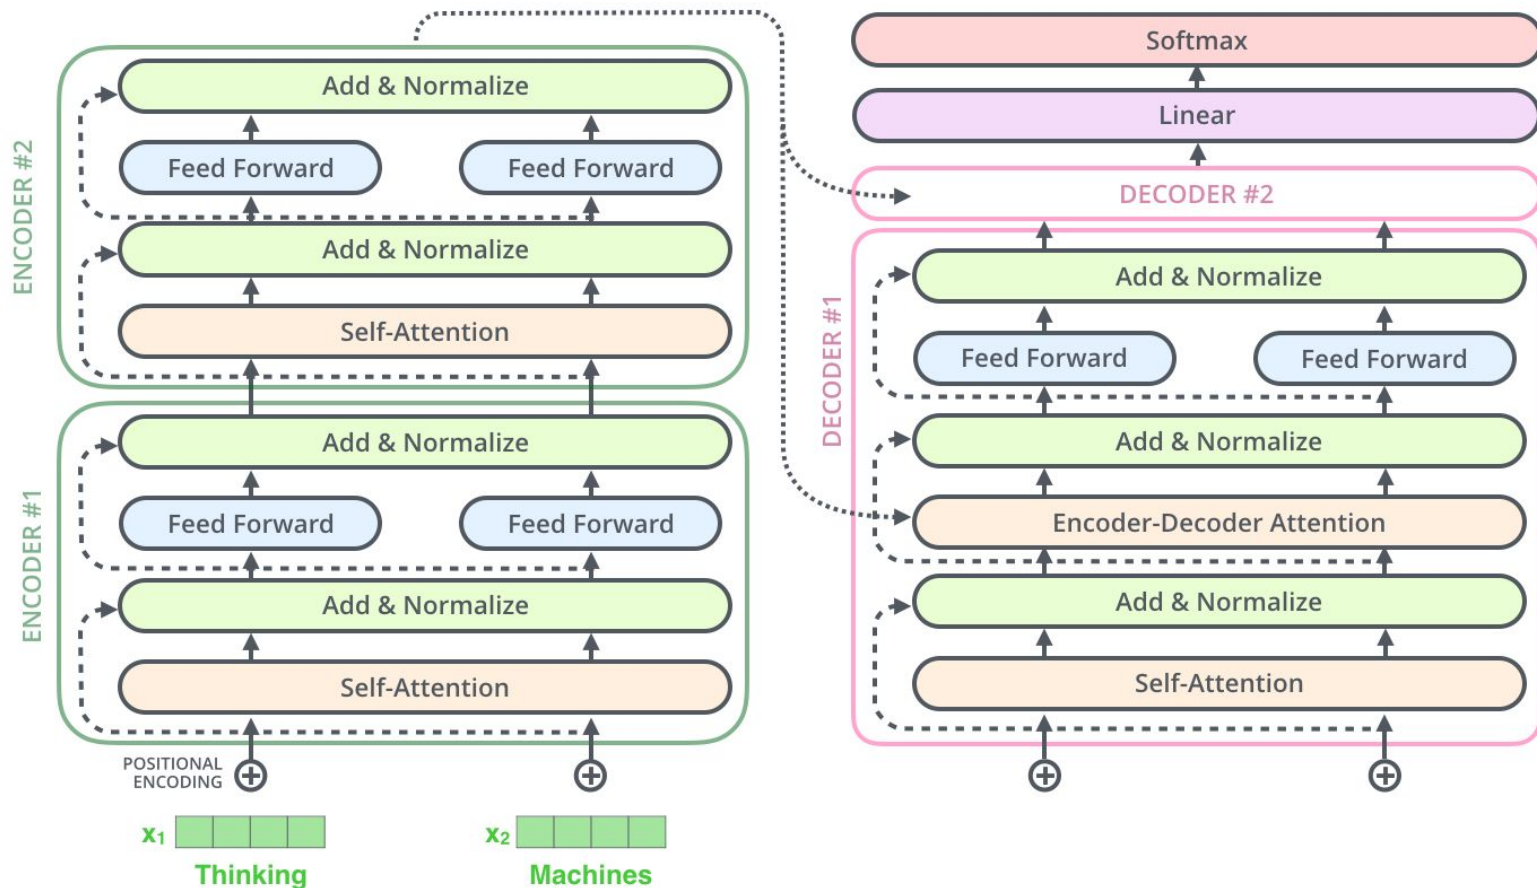 ENCODER #2
Add & Normalize
Feed Forward
Feed Forward
Add & Normalize
Self-Attention
ENCODER #1
Add & Normalize
Feed Forward
Feed Forward
Add & Normalize
Self-Attention
POSITIONAL
ENCODING
x1
x2
Thinking
Machines
Softmax
Linear
DECODER #2
DECODER #1
Add & Normalize
Feed Forward
Feed Forward
Add & Normalize
Encoder-Decoder Attention
Add & Normalize
Self-Attention